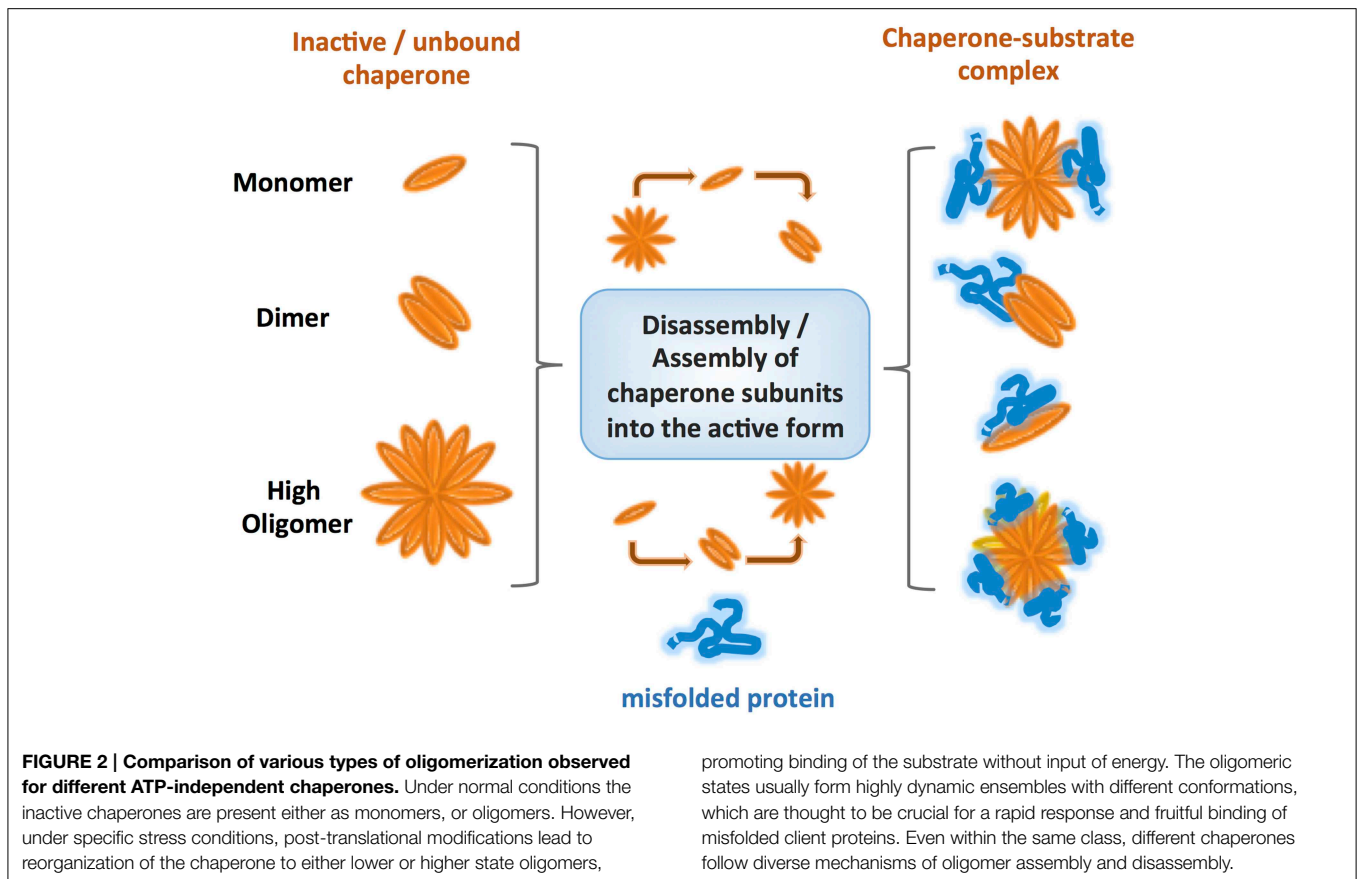 Inactive / unbound
chaperone
Chaperone-substrate
complex
Monomer
Dimer
High
Oligomer
Disassembly /
Assembly of
chaperone subunits
into the active form
misfolded protein
FIGURE 2 | Comparison of various types of oligomerization observed
for different ATP-independent chaperones. Under normal conditions the
inactive chaperones are present either as monomers, or oligomers. However,
under specific stress conditions, post-translational modifications lead to
reorganization of the chaperone to either lower or higher state oligomers,
promoting binding of the substrate without input of energy. The oligomeric
states usually form highly dynamic ensembles with different conformations,
which are thought to be crucial for a rapid response and fruitful binding of
misfolded client proteins. Even within the same class, different chaperones
follow diverse mechanisms of oligomer assembly and disassembly.